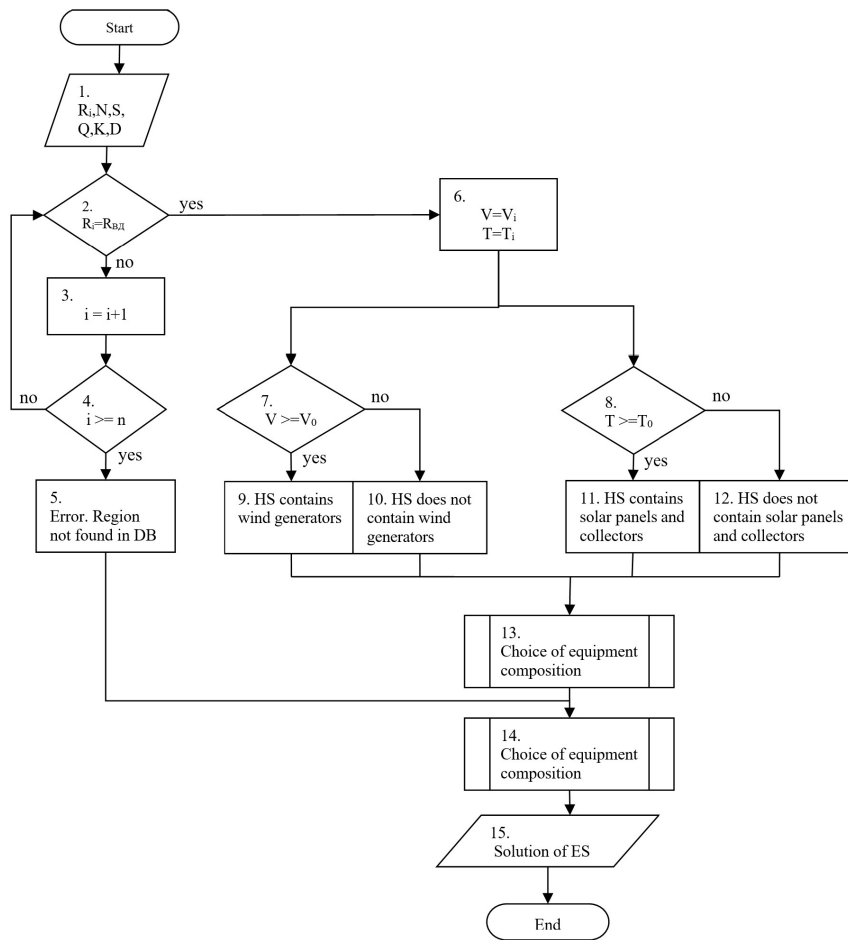 Start
1.
Rᵢ,N,S,
Q,K,D
2.
Rᵢ=R_ВД
yes
6.
V=Vᵢ
T=Tᵢ
no
3.
i = i+1
no
4.
i >= n
yes
7.
V >=V₀
no
yes
8.
T >=T₀
no
yes
5.
Error. Region
not found in DB
9. HS contains
wind generators
10. HS does not
contain wind
generators
11. HS contains
solar panels and
collectors
12. HS does not
contain solar panels
and collectors
13.
Choice of equipment
composition
14.
Choice of equipment
composition
15.
Solution of ES
End